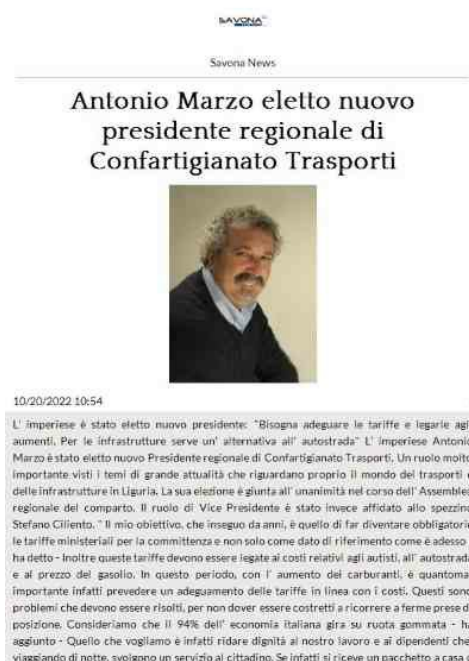 SAVONA
Savona News
Antonio Marzo eletto nuovo
presidente regionale di
Confartigianato Trasporti
10/20/2022 10:54
L' imperiese è stato eletto nuovo presidente: "Bisogna adeguare le tariffe e legarle agli
aumenti. Per le infrastrutture serve un' alternativa all' autostrada" L' imperiese Antonio
Marzo è stato eletto nuovo Presidente regionale di Confartigianato Trasporti. Un ruolo molto
importante visti i temi di grande attualità che riguardano proprio il mondo dei trasporti e
delle infrastrutture in Liguria. La sua elezione è giunta all' unanimità nel corso dell' Assemblea
regionale del comparto. Il ruolo di Vice Presidente è stato invece affidato allo spezzino
Stefano Ciliento. " Il mio obiettivo, che inseguo da anni, è quello di far diventare obbligatorie
le tariffe ministeriali per la committenza e non solo come dato di riferimento come è adesso -
ha detto - Inoltre queste tariffe devono essere legate ai costi relativi agli autisti, all' autostrada
e al prezzo del gasolio. In questo periodo, con l' aumento dei carburanti, è quantomai
importante infatti prevedere un adeguamento delle tariffe in linea con i costi. Questi sono
problemi che devono essere risolti, per non dover essere costretti a ricorrere a ferme prese di
posizione. Consideriamo che il 94% dell' economia italiana gira su ruota gommata - ha
aggiunto - Quello che vogliamo è infatti ridare dignità al nostro lavoro e ai dipendenti che,
viaggiando di notte, svolgono un servizio al cittadino. Se infatti si riceve un pacchetto a casa o